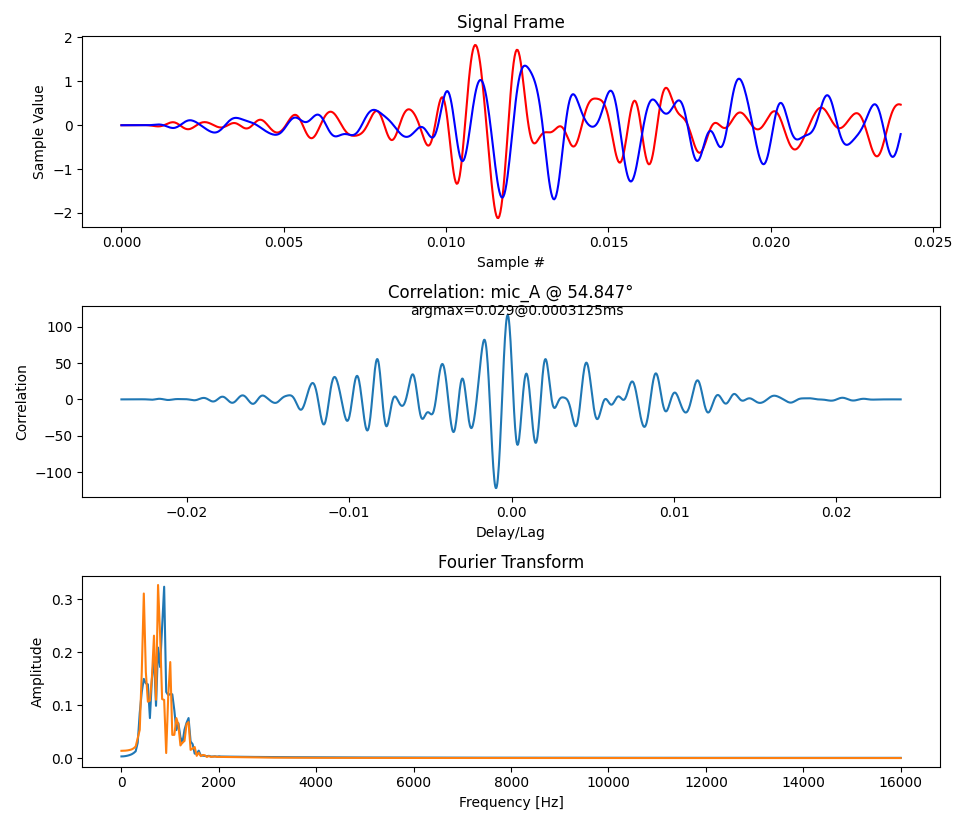 Signal Frame
2
1
0
−1
−2
Sample Value
0.000 0.005 0.010 0.015 0.020 0.025
Sample #
Correlation: mic_A @ 54.847°
argmax=0.029@0.0003125ms
100
50
0
−50
−100
Correlation
−0.02 −0.01 0.00 0.01 0.02
Delay/Lag
Fourier Transform
0.3
0.2
0.1
0.0
Amplitude
0 2000 4000 6000 8000 10000 12000 14000 16000
Frequency [Hz]